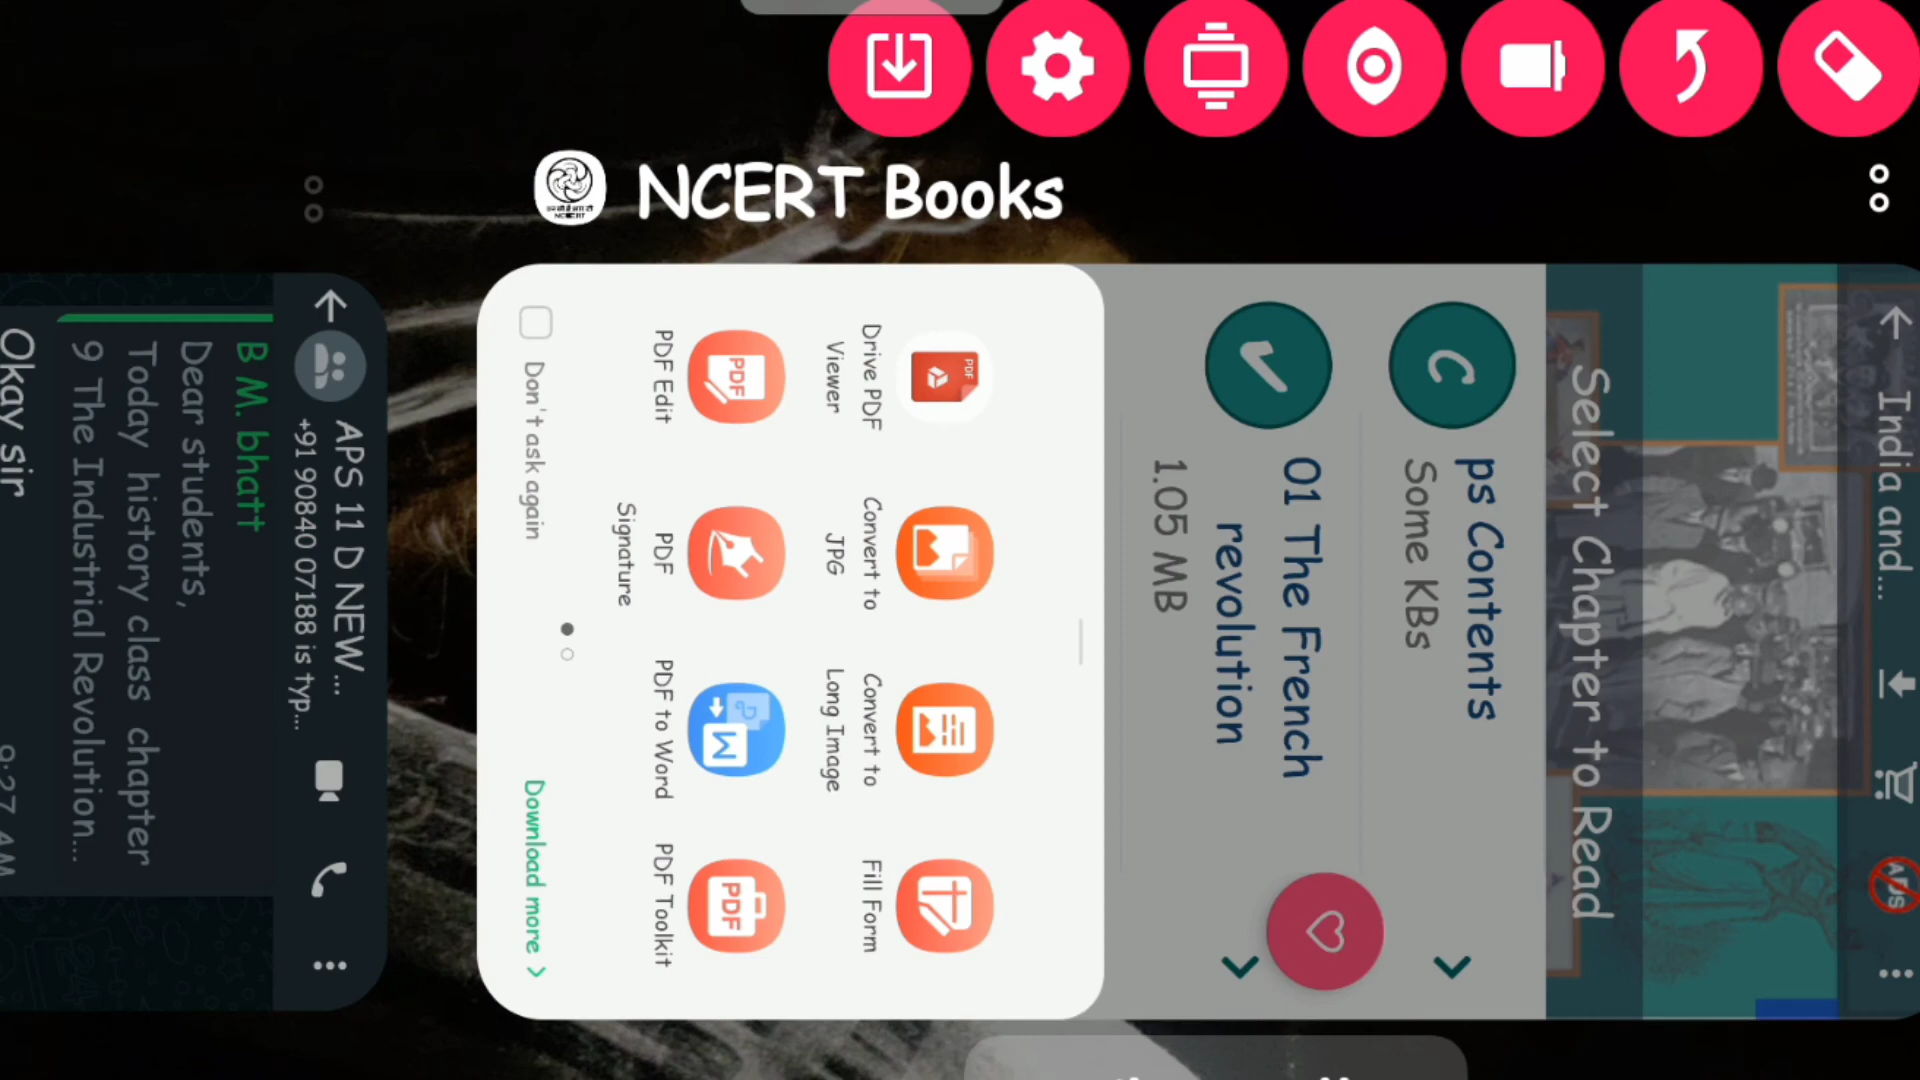 NCERT Books
India and...
Select Chapter to Read
ps Contents
Some KBs
01 The French
revolution
1.05 MB
Drive PDF
Viewer
Convert to
JPG
Convert to
Long Image
Fill Form
PDF Edit
PDF
Signature
PDF to Word
PDF Toolkit
Don't ask again
Download more >
APS 11 D NEW...
+91 90840 07188 is typ...
B M. bhatt
Dear students,
Today history class chapter
9 The Industrial Revolution...
Okay sir
9:27 AM